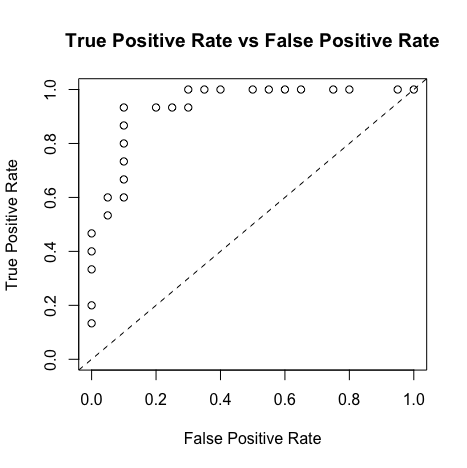 True Positive Rate vs False Positive Rate
True Positive Rate
1.0
0.8
0.6
0.4
0.2
0.0
0.0 0.2 0.4 0.6 0.8 1.0
False Positive Rate